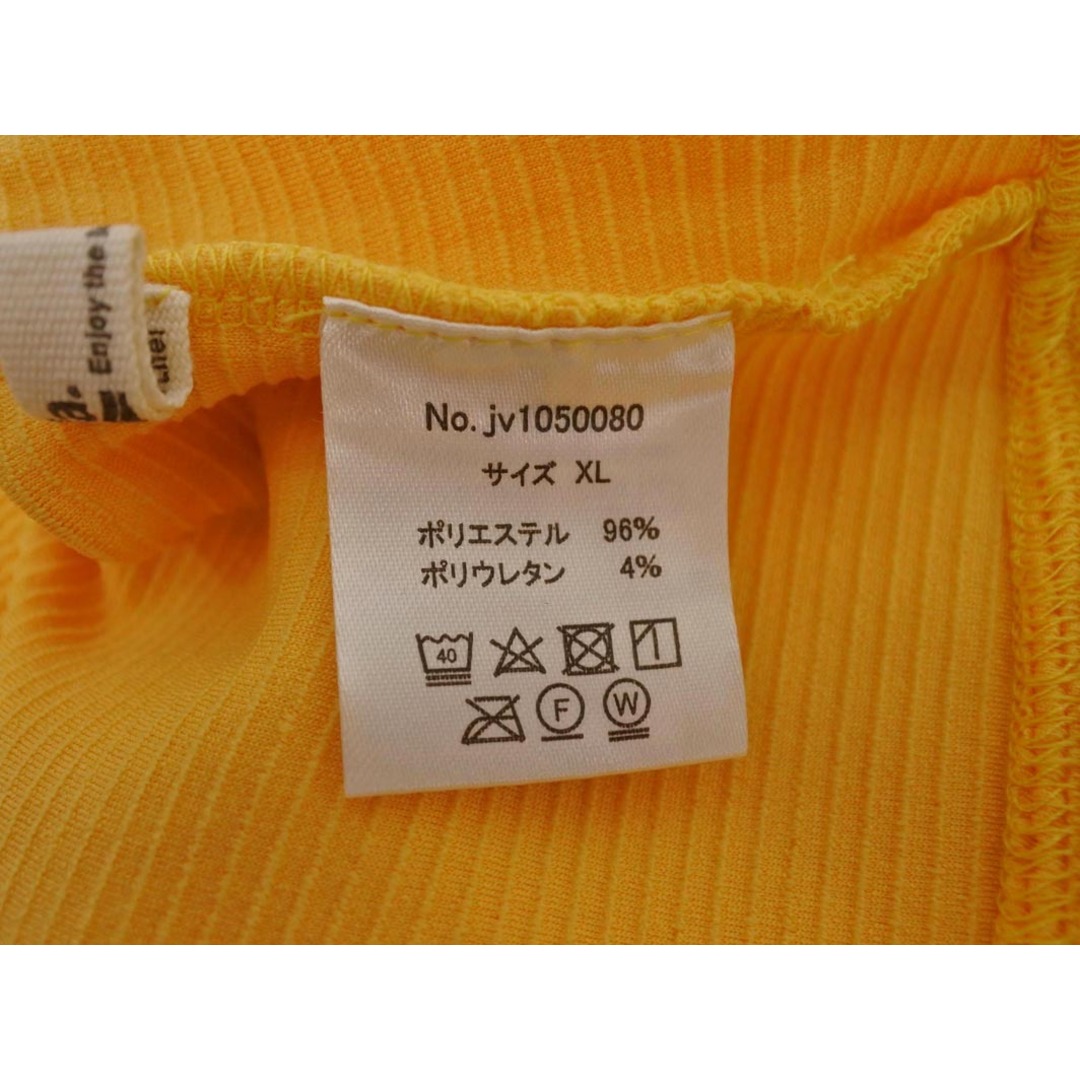 No. jv1050080
サイズ XL
ポリエステル 96%
ポリウレタン 4%
40
F W
a.
Enjoy the